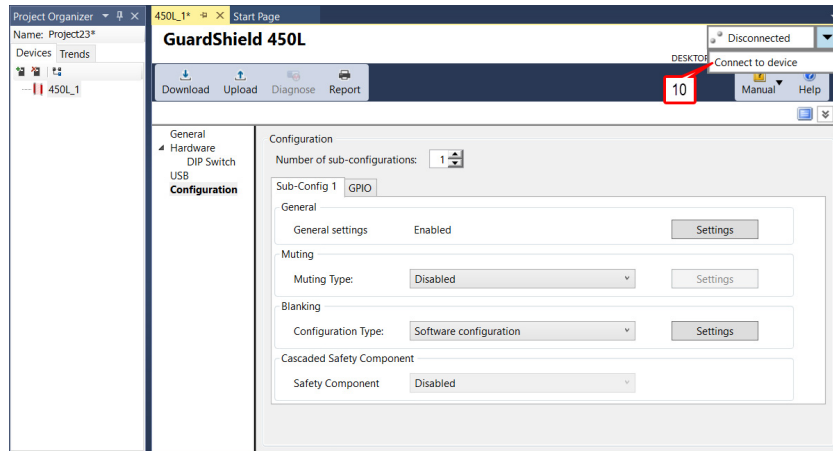 Project Organizer
450L_1* Start Page
Name: Project23*
Devices Trends
450L_1
GuardShield 450L
Disconnected
DESKTOP
Connect to device
10
Download Upload Diagnose Report
Manual Help
General
Hardware
DIP Switch
USB
Configuration
Configuration
Number of sub-configurations: 1
Sub-Config 1 GPIO
General
General settings Enabled Settings
Muting
Muting Type: Disabled Settings
Blanking
Configuration Type: Software configuration Settings
Cascaded Safety Component
Safety Component Disabled